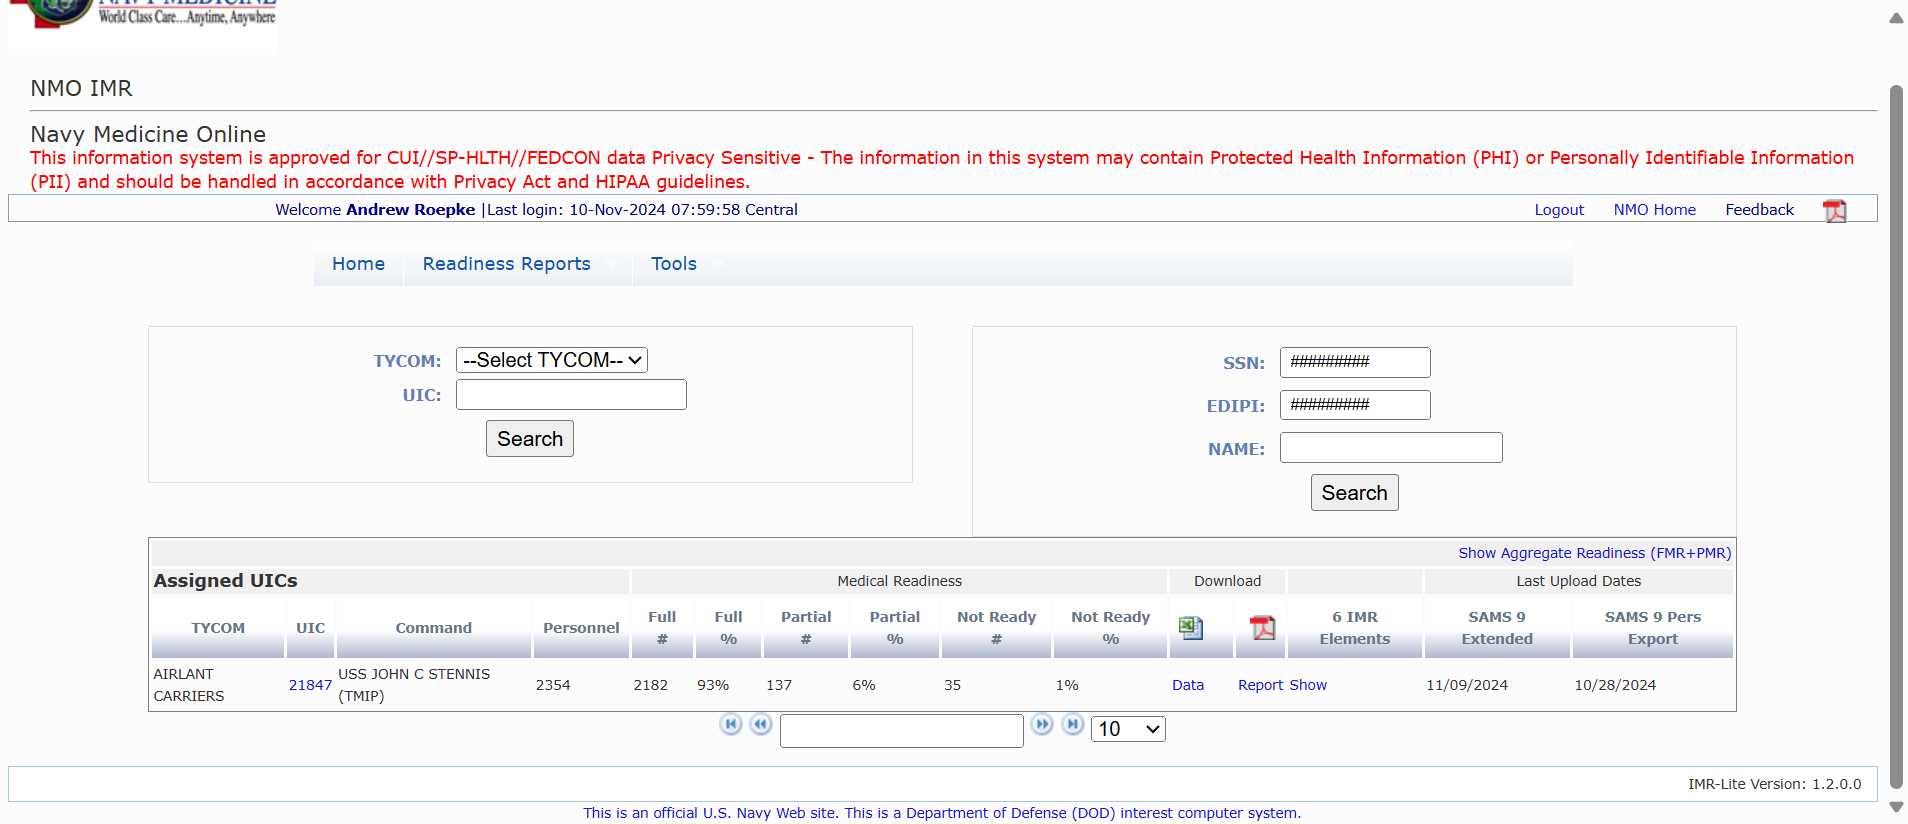 World Class Care...Anytime, Anywhere
NMO IMR
Navy Medicine Online
This information system is approved for CUI//SP-HLTH//FEDCON data Privacy Sensitive - The information in this system may contain Protected Health Information (PHI) or Personally Identifiable Information
(PII) and should be handled in accordance with Privacy Act and HIPAA guidelines.
Welcome Andrew Roepke |Last login: 10-Nov-2024 07:59:58 Central Logout NMO Home Feedback
Home Readiness Reports Tools
TYCOM: --Select TYCOM--
UIC:
Search
SSN: #########
EDIPI: #########
NAME:
Search
Show Aggregate Readiness (FMR+PMR)
Assigned UICs Medical Readiness Download Last Upload Dates
TYCOM UIC Command Personnel Full # Full % Partial # Partial % Not Ready # Not Ready % 6 IMR Elements SAMS 9 Extended SAMS 9 Pers Export
AIRLANT CARRIERS 21847 USS JOHN C STENNIS (TMIP) 2354 2182 93% 137 6% 35 1% Data Report Show 11/09/2024 10/28/2024
10
IMR-Lite Version: 1.2.0.0
This is an official U.S. Navy Web site. This is a Department of Defense (DOD) interest computer system.